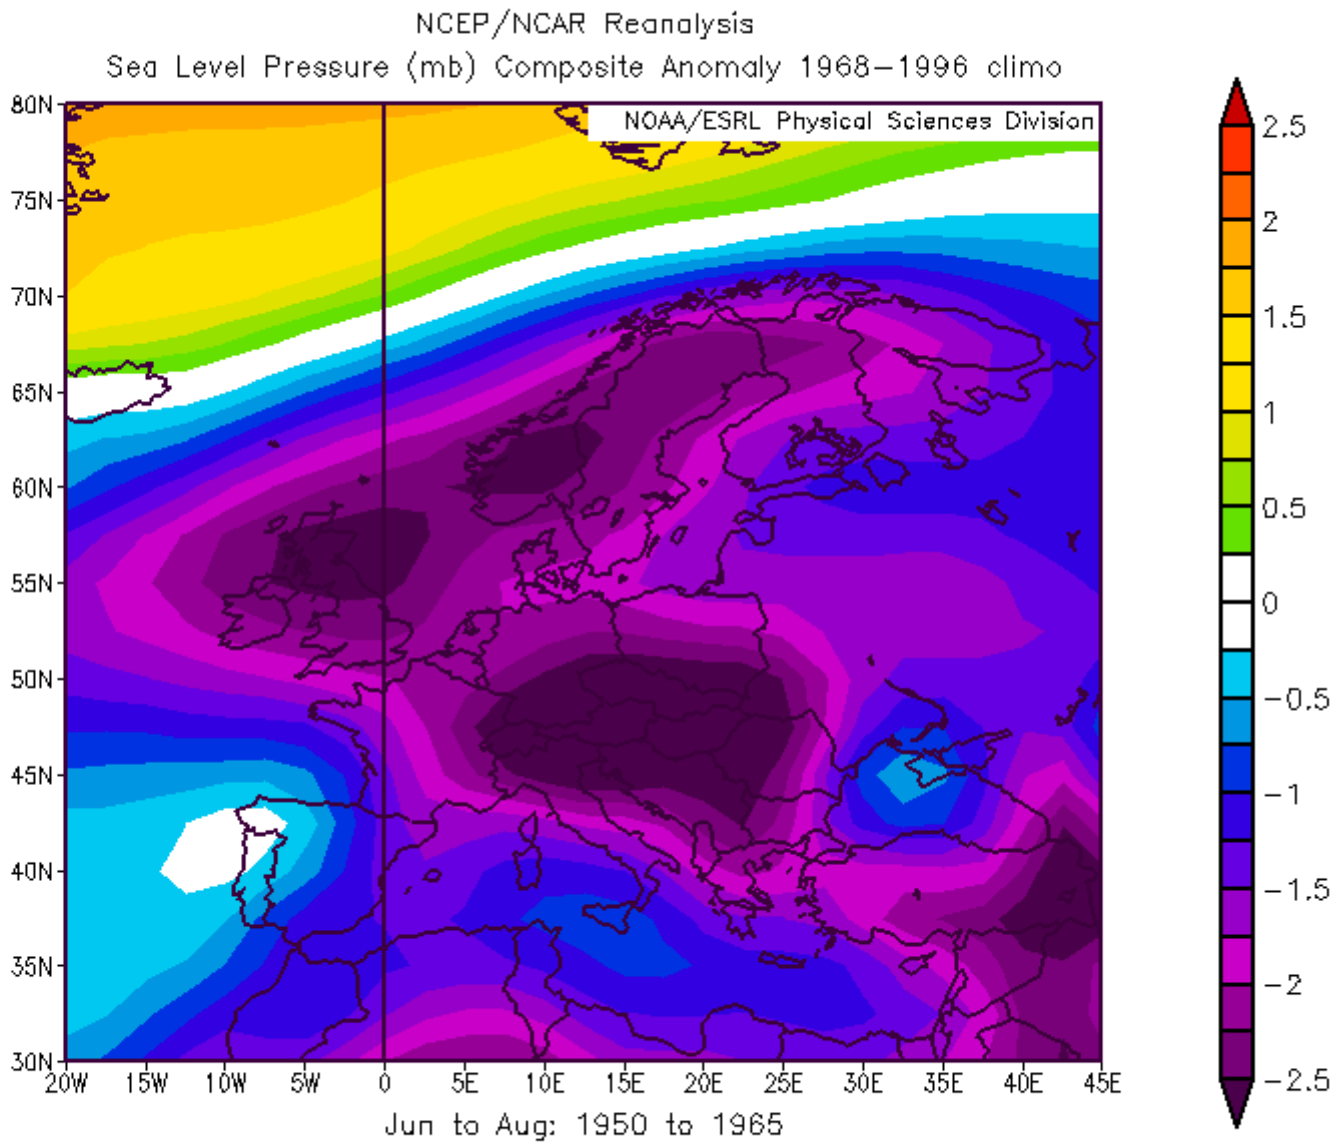 NCEP/NCAR Reanalysis
Sea Level Pressure (mb) Composite Anomaly 1968-1996 climo
NOAA/ESRL Physical Sciences Division
80N
75N
70N
65N
60N
55N
50N
45N
40N
35N
30N
20W 15W 10W 5W 0 5E 10E 15E 20E 25E 30E 35E 40E 45E
Jun to Aug: 1950 to 1965
2.5
2
1.5
1
0.5
0
-0.5
-1
-1.5
-2
-2.5